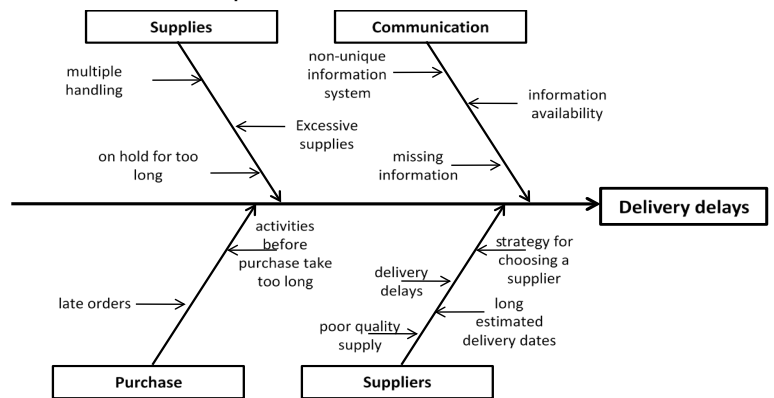 Supplies
Communication
multiple
handling
Excessive
supplies
on hold for too
long
non-unique
information
system
information
availability
missing
information
Delivery delays
activities
before
purchase take
too long
late orders
strategy for
choosing a
supplier
delivery
delays
long
estimated
delivery dates
poor quality
supply
Purchase
Suppliers